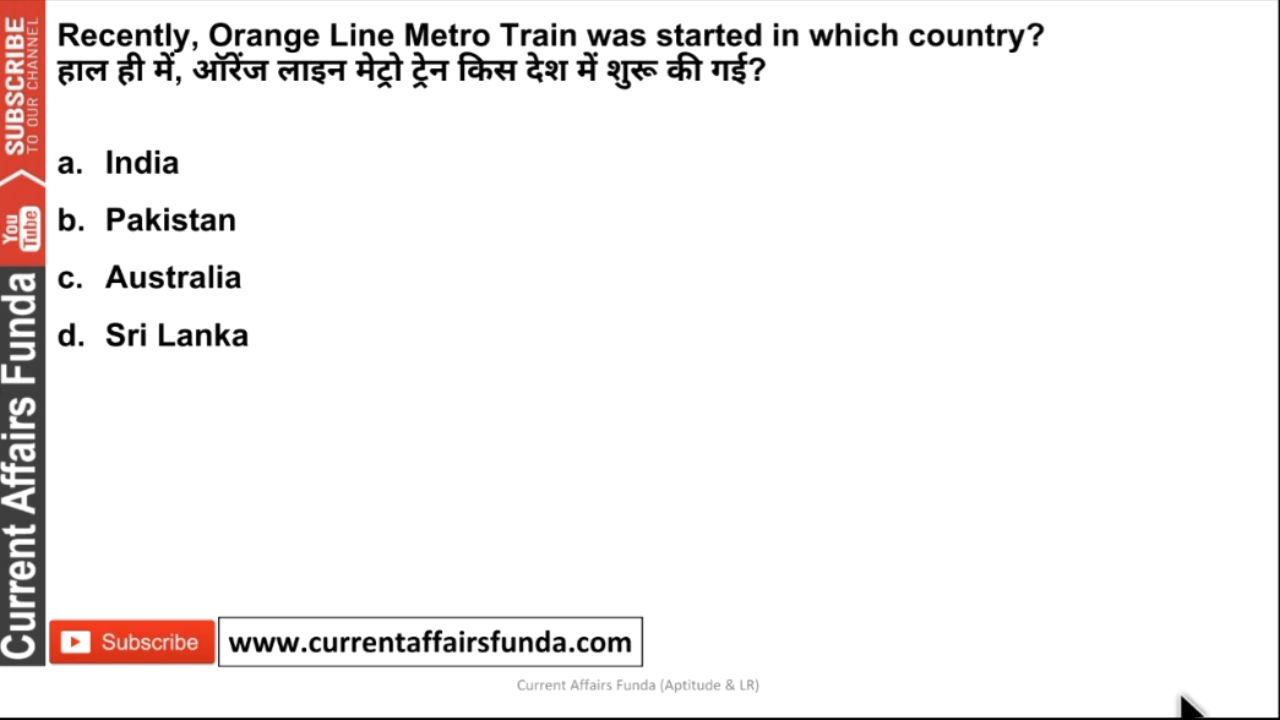 Recently, Orange Line Metro Train was started in which country?
हाल ही में, ऑरेंज लाइन मेट्रो ट्रेन किस देश में शुरू की गई?
a. India
b. Pakistan
c. Australia
d. Sri Lanka
SUBSCRIBE
TO OUR CHANNEL
You Tube
Current Affairs Funda
Subscribe
www.currentaffairsfunda.com
Current Affairs Funda (Aptitude & LR)